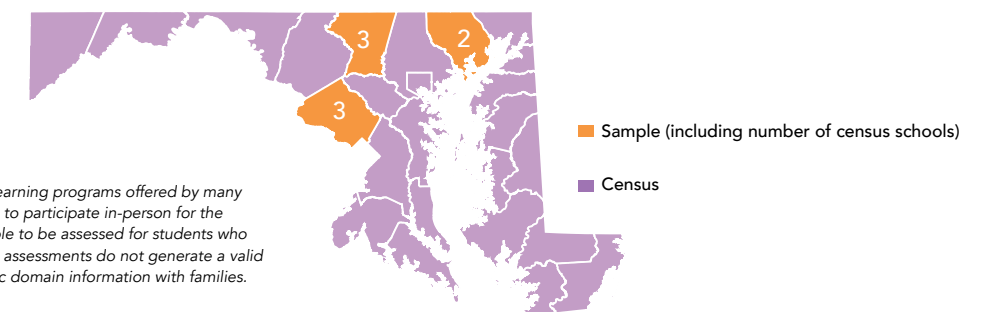 3
2
3
Sample (including number of census schools)
Census
earning programs offered by many
to participate in-person for the
le to be assessed for students who
assessments do not generate a valid
c domain information with families.